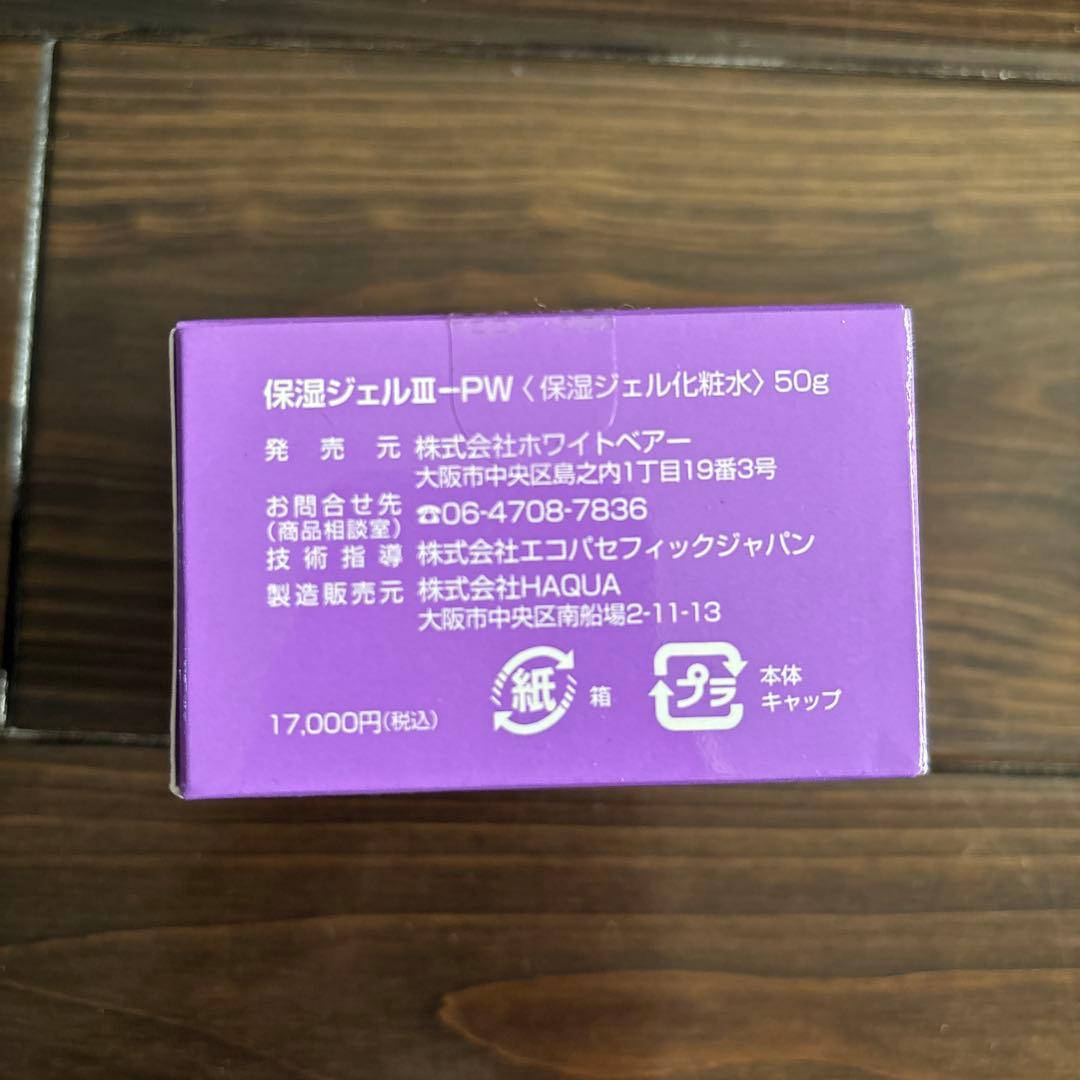 保湿ジェルⅢ-PW〈保湿ジェル化粧水〉50g
発売元 株式会社ホワイトベアー
大阪市中央区島之内1丁目19番3号
お問合せ先 ☎06-4708-7836
(商品相談室)
技術指導 株式会社エコパセフィックジャパン
製造販売元 株式会社HAQUA
大阪市中央区南船場2-11-13
17,000円(税込) 紙 箱 プラ 本体
キャップ